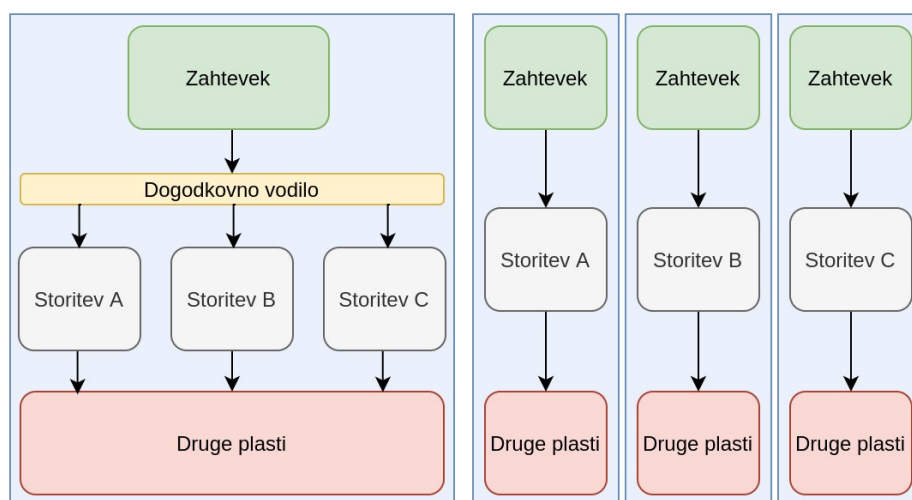 Zahtevek
Dogodkovno vodilo
Storitev A
Storitev B
Storitev C
Druge plasti
Zahtevek
Storitev A
Druge plasti
Zahtevek
Storitev B
Druge plasti
Zahtevek
Storitev C
Druge plasti